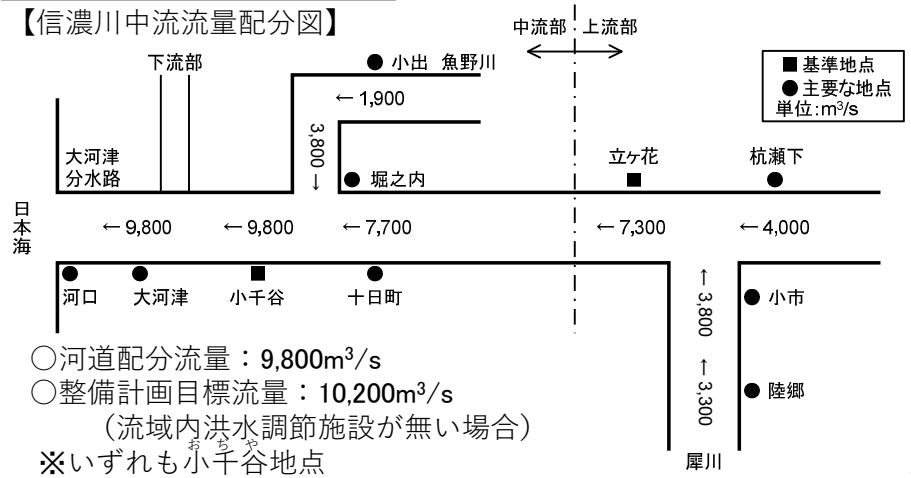 【信濃川中流流量配分図】
中流部 上流部
下流部
小出 魚野川
■基準地点
●主要な地点
単位:m³/s
←1,900
3,800→
大河津
分水路
堀之内
立ヶ花
杭瀬下
日本海
←9,800
←9,800
←7,700
←7,300
←4,000
河口
大河津
小千谷
十日町
←3,800
小市
←3,300
陸郷
犀川
○河道配分流量：9,800m³/s
○整備計画目標流量：10,200m³/s
（流域内洪水調節施設が無い場合）
おぢや
※いずれも小千谷地点